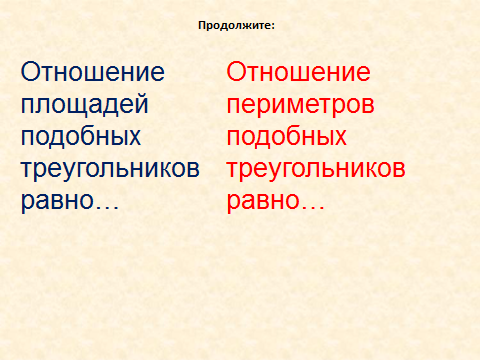 Продолжите:
Отношение
площадей
подобных
треугольников
равно…
Отношение
периметров
подобных
треугольников
равно…